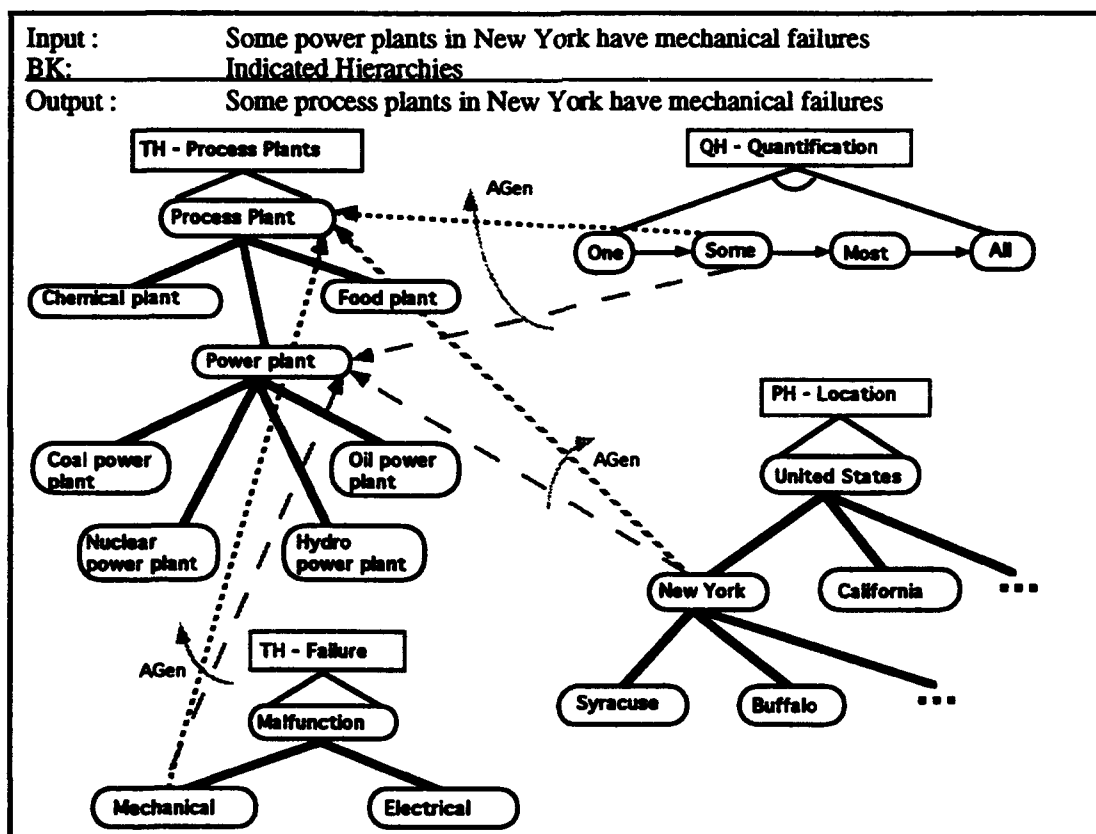 Input : Some power plants in New York have mechanical failures
BK: Indicated Hierarchies
Output : Some process plants in New York have mechanical failures
TH - Process Plants
QH - Quantification
AGen
Process Plant
One
Some
Most
All
Chemical plant
Food plant
Power plant
PH - Location
Coal power
plant
Oil power
plant
AGen
United States
Nuclear
power plant
Hydro
power plant
New York
California
...
TH - Failure
AGen
Malfunction
Syracuse
Buffalo
...
Mechanical
Electrical